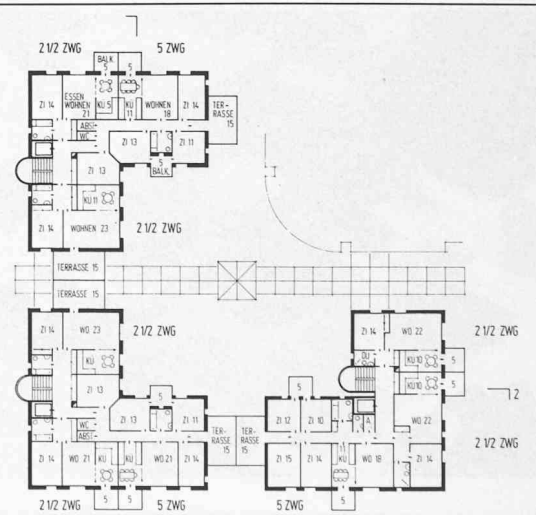 2 1/2 ZWG 5 ZWG
BALK. 5 5
ZI 14 ESSEN WOHNEN 21 KÜ 5 KÜ 11 WOHNEN 18 ZI 14 TER-RASSE 15
ABST
WC
ZI 13 ZI 11
5 BALK.
ZI 13
KÜ 11
ZI 14 WOHNEN 23
2 1/2 ZWG
TERRASSE 15
TERRASSE 15
ZI 14 WO 23 2 1/2 ZWG
KÜ
ZI 13
5
ZI 13 ZI 11
WC
ABST
ZI 14 WO 21 KÜ KÜ WO 21 ZI 14
TER-RASSE 15 TER-RASSE 15
5 5
2 1/2 ZWG 5 ZWG
ZI 14 WO 22 2 1/2 ZWG
DU KÜ 10 5
KÜ 10 5
2
5
ZI 12 ZI 10 A. WO 22
2 1/2 ZWG
ZI 15 ZI 14 11 KÜ WO 18 ZI 14
5 ZWG 5